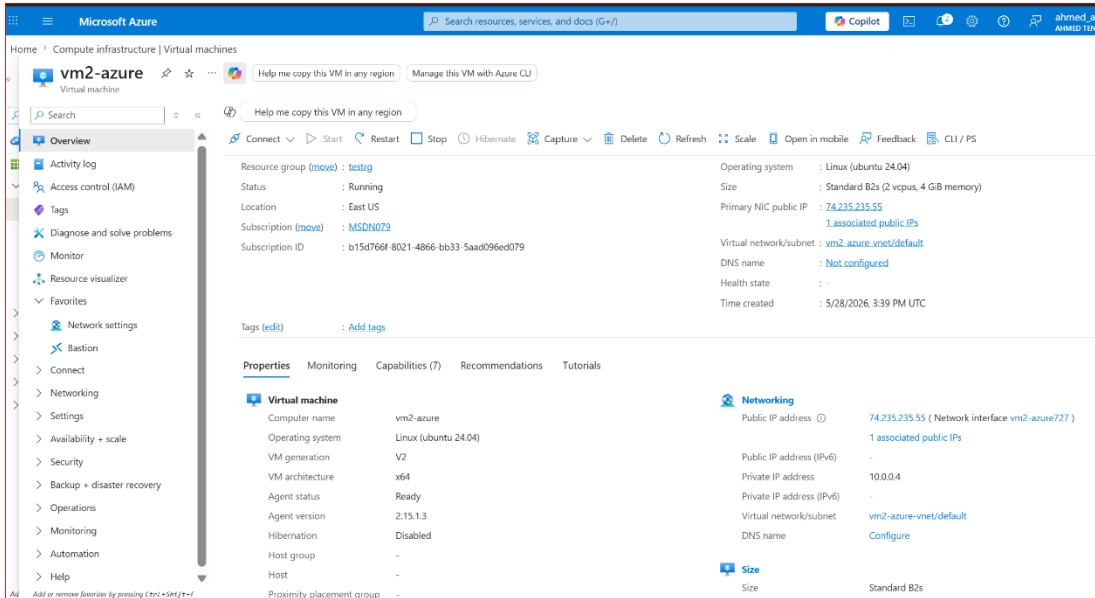 Microsoft Azure
Search resources, services, and docs (G+/)
Copilot
2
ahmed_a
AHMED TEN
Home > Compute infrastructure | Virtual machines
vm2-azure
Virtual machine
Help me copy this VM in any region
Manage this VM with Azure CLI
Search
Help me copy this VM in any region
Connect
Start
Restart
Stop
Hibernate
Capture
Delete
Refresh
Scale
Open in mobile
Feedback
CLI / PS
Overview
Activity log
Access control (IAM)
Tags
Diagnose and solve problems
Monitor
Resource visualizer
Favorites
Network settings
Bastion
Connect
Networking
Settings
Availability + scale
Security
Backup + disaster recovery
Operations
Monitoring
Automation
Help
Ad
Add or remove favorites by pressing Ctrl+Shift+F
Resource group (move) : testrg
Status : Running
Location : East US
Subscription (move) : MSDN079
Subscription ID : b15d766f-8021-4866-bb33-5aad096ed079
Operating system : Linux (ubuntu 24.04)
Size : Standard B2s (2 vcpus, 4 GiB memory)
Primary NIC public IP : 74.235.235.55
1 associated public IPs
Virtual network/subnet : vm2-azure-vnet/default
DNS name : Not configured
Health state : -
Time created : 5/28/2026, 3:39 PM UTC
Tags (edit) : Add tags
Properties
Monitoring
Capabilities (7)
Recommendations
Tutorials
Virtual machine
Computer name vm2-azure
Operating system Linux (ubuntu 24.04)
VM generation V2
VM architecture x64
Agent status Ready
Agent version 2.15.1.3
Hibernation Disabled
Host group -
Host -
Proximity placement group -
Networking
Public IP address 74.235.235.55 ( Network interface vm2-azure727 )
1 associated public IPs
Public IP address (IPv6) -
Private IP address 10.0.0.4
Private IP address (IPv6) -
Virtual network/subnet vm2-azure-vnet/default
DNS name Configure
Size
Size Standard B2s